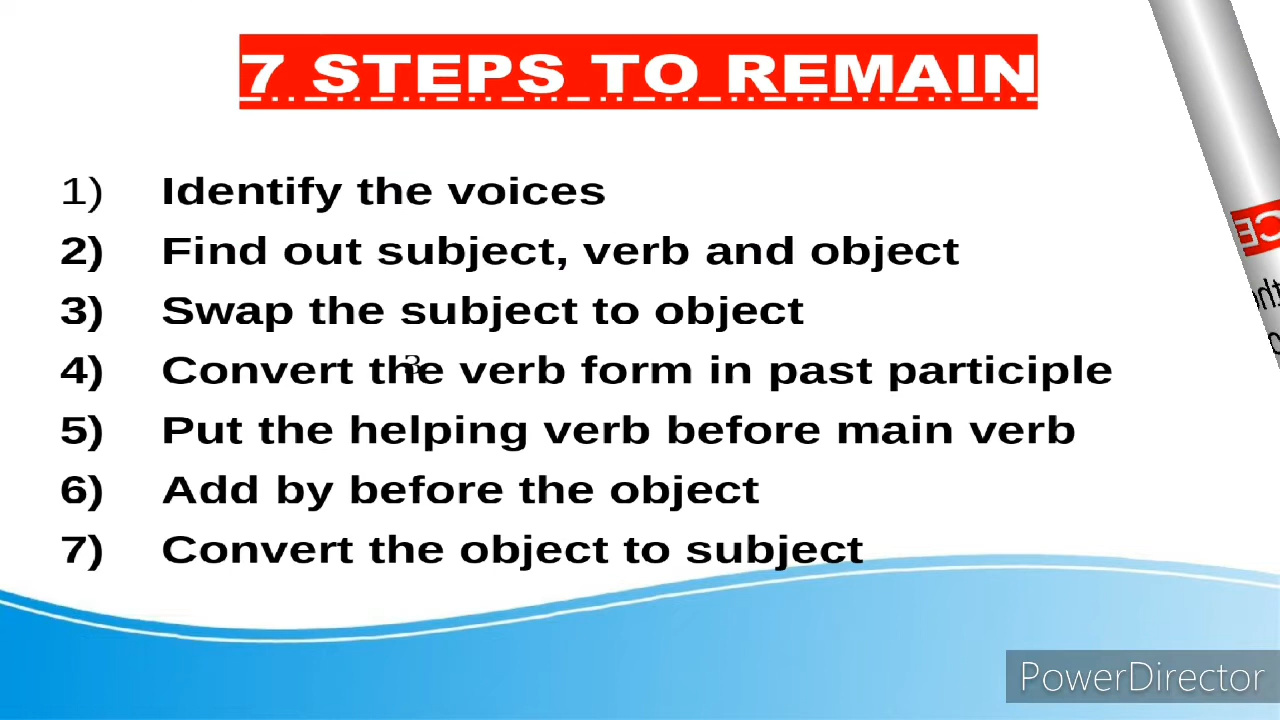 7 STEPS TO REMAIN
1) Identify the voices
2) Find out subject, verb and object
3) Swap the subject to object
4) Convert the verb form in past participle
3
5) Put the helping verb before main verb
6) Add by before the object
7) Convert the object to subject
PowerDirector